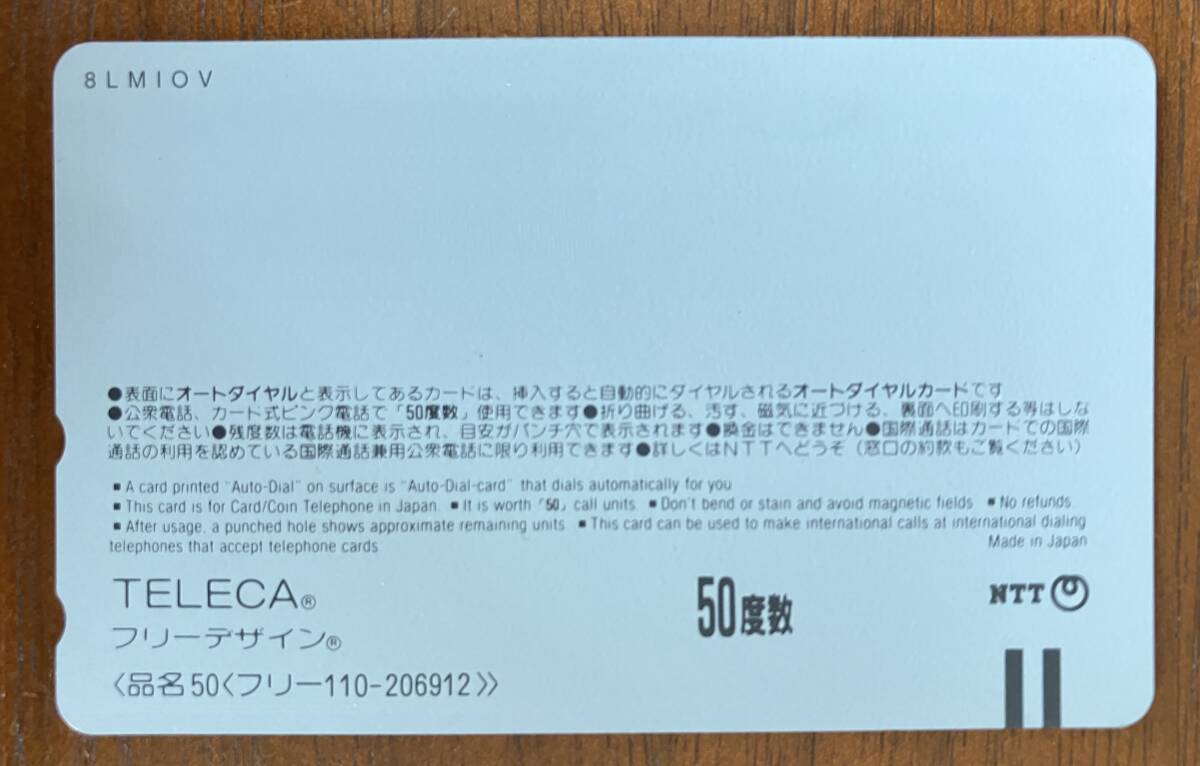 8LMIOV
●表面にオートダイヤルと表示してあるカードは、挿入すると自動的にダイヤルされるオートダイヤルカードです
●公衆電話、カード式ピンク電話で「50度数」使用できます●折り曲げる、汚す、磁気に近づける、裏面へ印刷する等はしな
いでください●残度数は電話機に表示され、目安がパンチ穴で表示されます●換金はできません●国際通話はカードでの国際
通話の利用を認めている国際通話兼用公衆電話に限り利用できます●詳しくはNTTへどうぞ(窓口の約款もご覧ください)
■A card printed “Auto-Dial” on surface is “Auto-Dial-card” that dials automatically for you
■This card is for Card/Coin Telephone in Japan. ■It is worth「50」call units ■Don't bend or stain and avoid magnetic fields ■No refunds
■After usage, a punched hole shows approximate remaining units ■This card can be used to make international calls at international dialing
telephones that accept telephone cards
Made in Japan
TELECA®
フリーデザイン®
〈品名50〈フリー110-206912〉〉
50度数
NTT